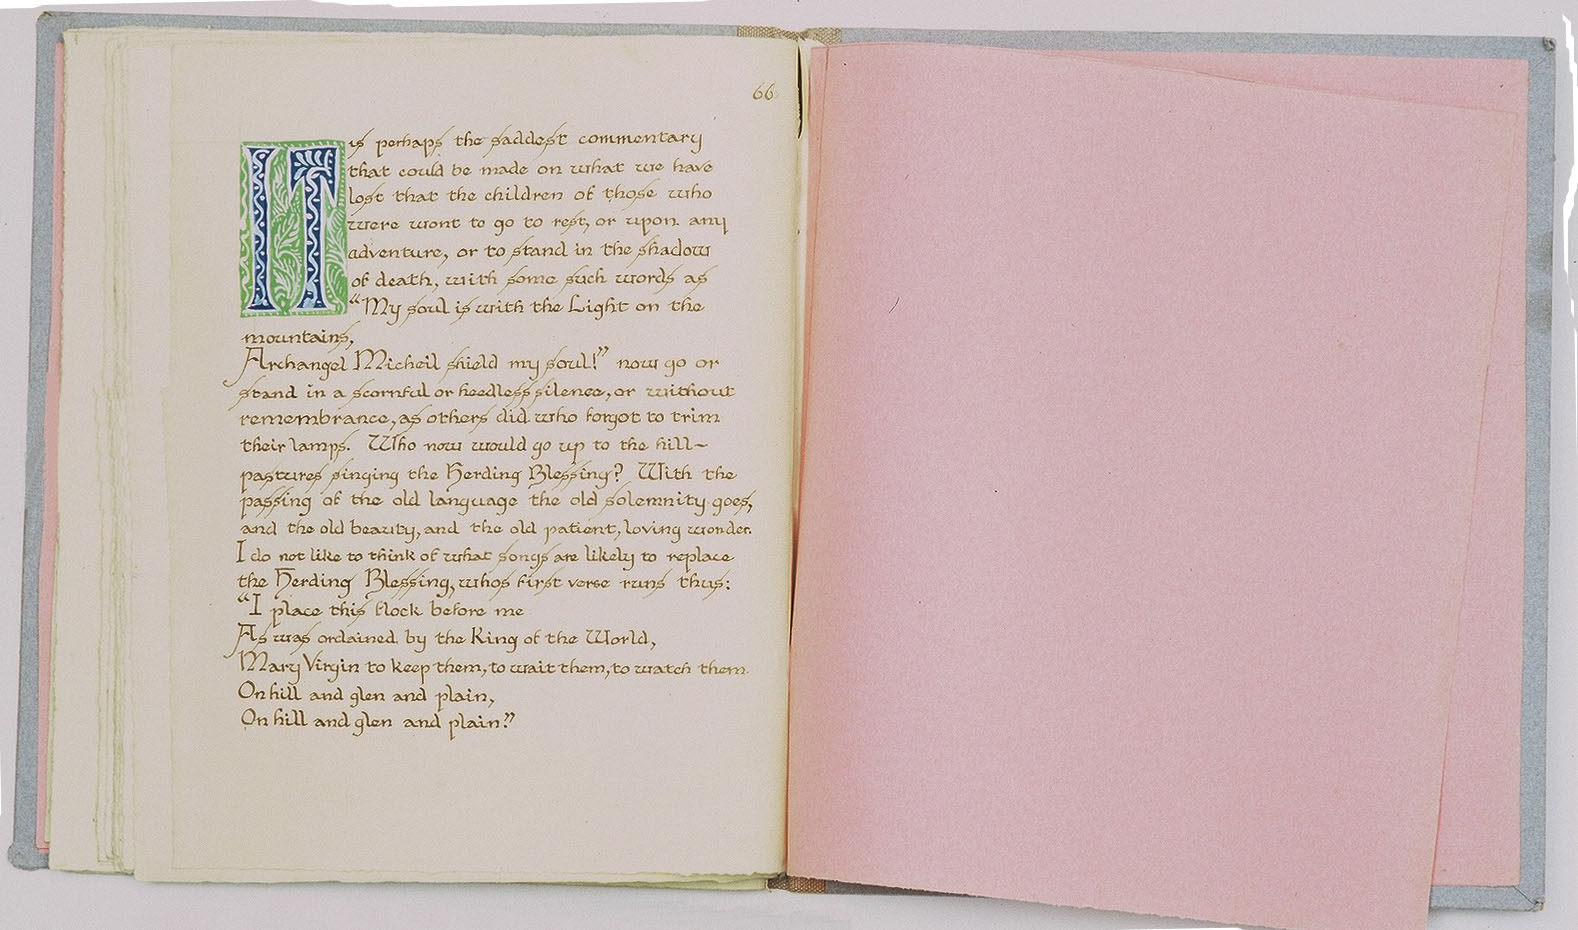 66
IT is perhaps the saddest commentary
that could be made on what we have
lost that the children of those who
were wont to go to rest, or upon any
adventure, or to stand in the shadow
of death, with some such words as
“My soul is with the Light on the
mountains,
Archangel Micheil shield my soul!” now go or
stand in a scornful or heedless silence, or without
remembrance, as others did who forgot to trim
their lamps. Who now would go up to the hill-
pastures singing the Herding Blessing? With the
passing of the old language the old solemnity goes,
and the old beauty, and the old patient, loving wonder.
I do not like to think of what songs are likely to replace
the Herding Blessing, whos first verse runs thus:
“I place this flock before me
As was ordained by the King of the World,
Mary Virgin to keep them, to wait them, to watch them.
On hill and glen and plain,
On hill and glen and plain.”